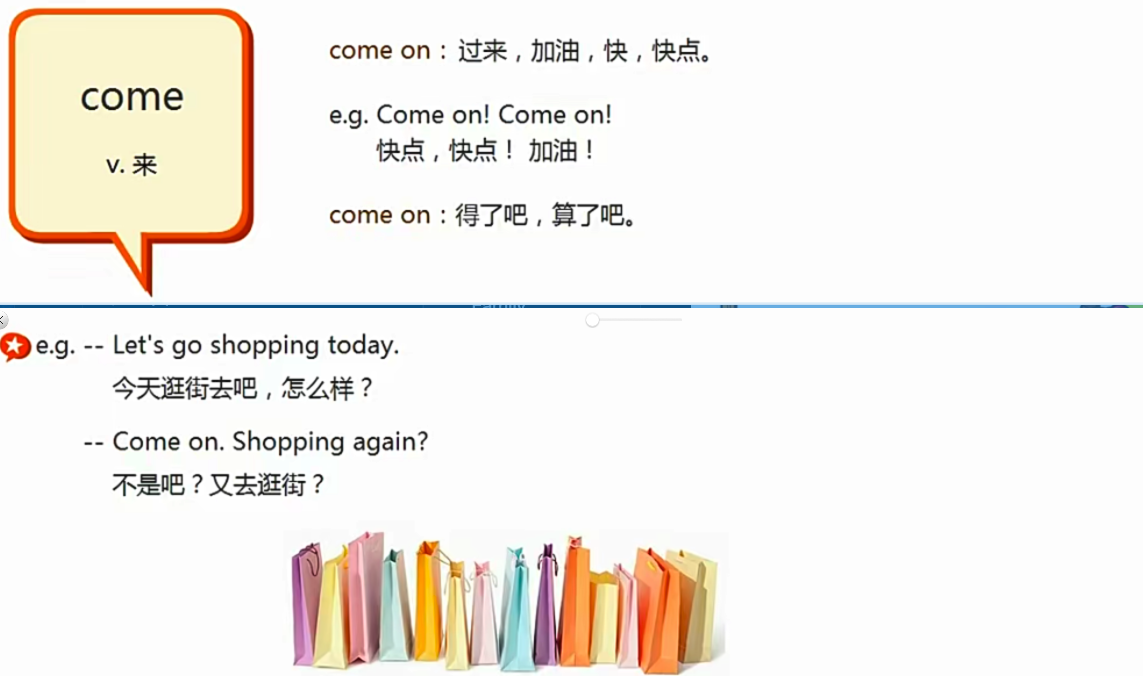 come
v. 来
come on：过来，加油，快，快点。
e.g. Come on! Come on!
快点，快点！ 加油！
come on：得了吧，算了吧。
e.g. -- Let's go shopping today.
今天逛街去吧，怎么样？
-- Come on. Shopping again?
不是吧？又去逛街？